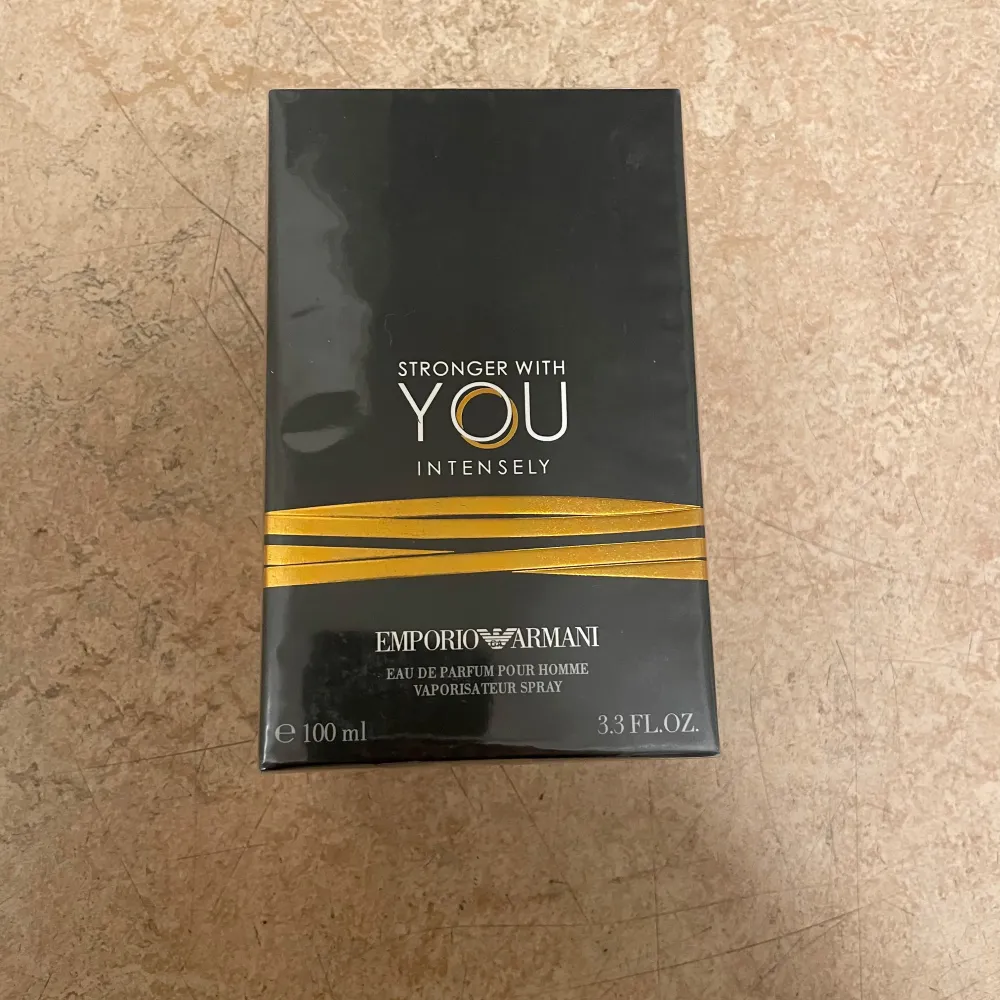 STRONGER WITH
YOU
INTENSELY
EMPORIO ARMANI
EAU DE PARFUM POUR HOMME
VAPORISATEUR SPRAY
℮ 100 ml
3.3 FL.OZ.